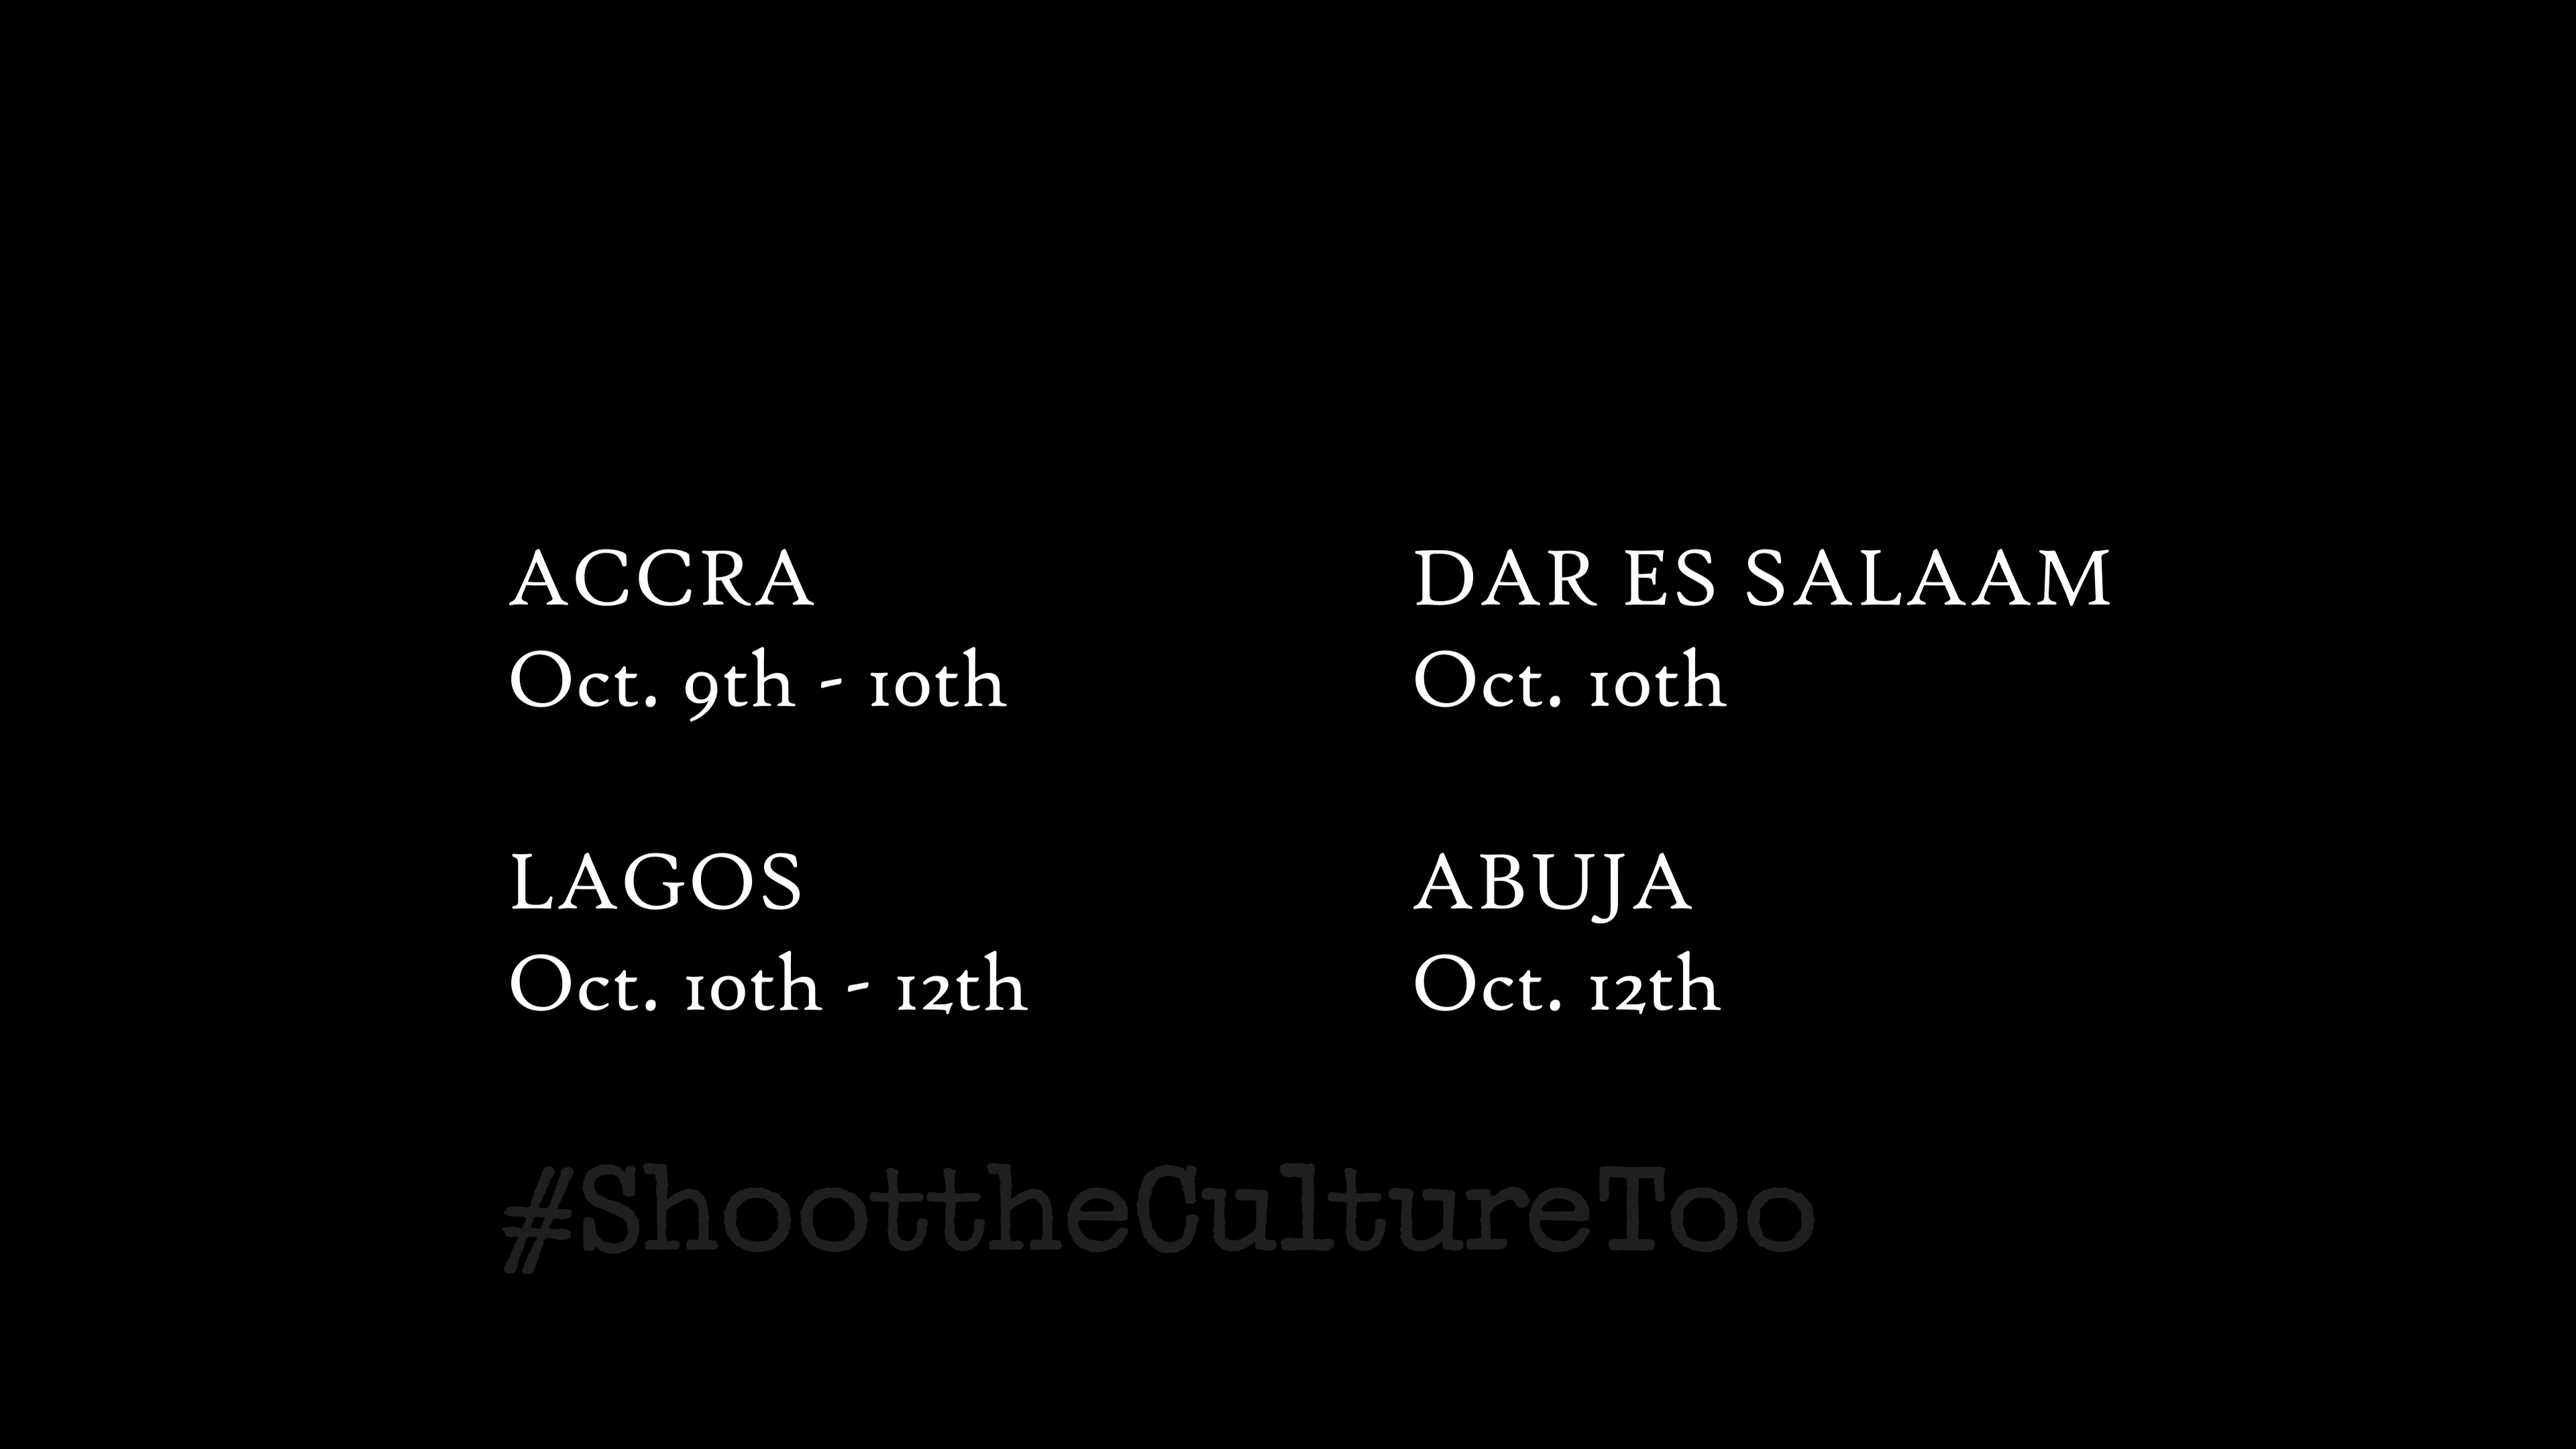 ACCRA
Oct. 9th - 10th
DAR ES SALAAM
Oct. 10th
LAGOS
Oct. 10th - 12th
ABUJA
Oct. 12th
#ShoottheCultureToo